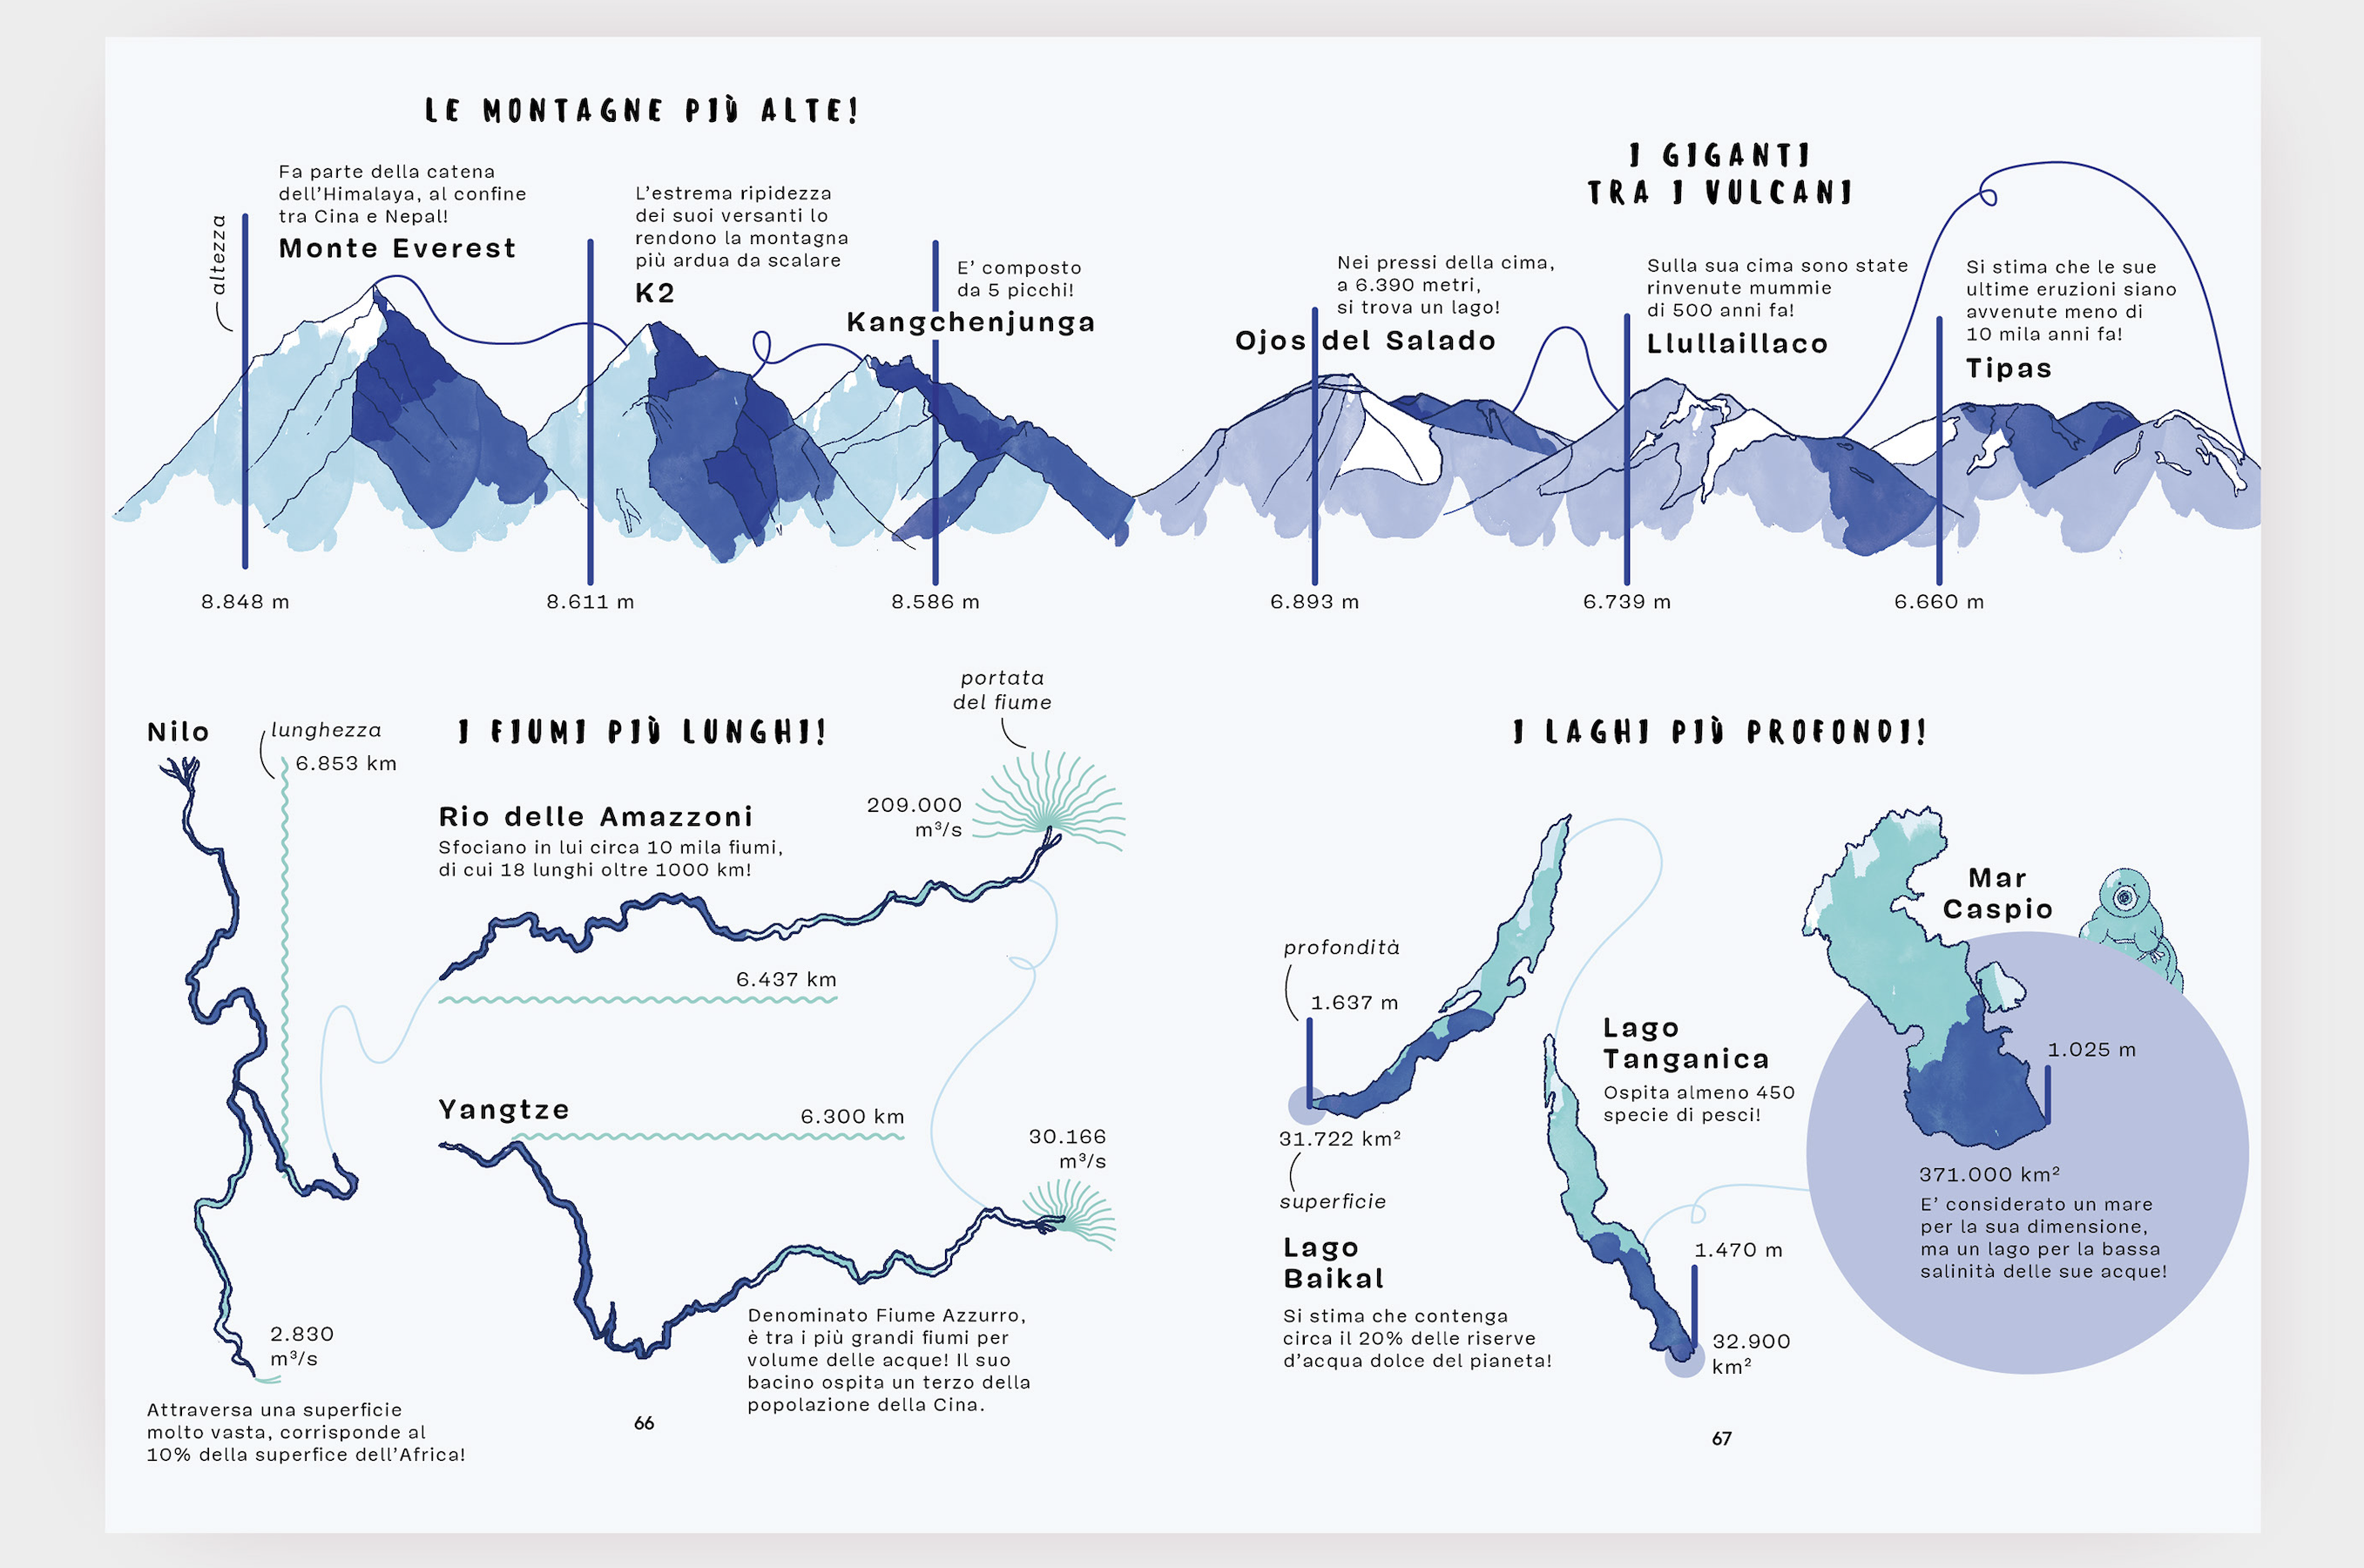 LE MONTAGNE PIÙ ALTE!
altezza
Fa parte della catena
dell'Himalaya, al confine
tra Cina e Nepal!
Monte Everest
8.848 m
L'estrema ripidezza
dei suoi versanti lo
rendono la montagna
più ardua da scalare
K2
8.611 m
E' composto
da 5 picchi!
Kangchenjunga
8.586 m
I GIGANTI
TRA I VULCANI
Nei pressi della cima,
a 6.390 metri,
si trova un lago!
Ojos del Salado
6.893 m
Sulla sua cima sono state
rinvenute mummie
di 500 anni fa!
Llullaillaco
6.739 m
Si stima che le sue
ultime eruzioni siano
avvenute meno di
10 mila anni fa!
Tipas
6.660 m
I FIUMI PIÙ LUNGHI!
Nilo
lunghezza
6.853 km
2.830
m³/s
Attraversa una superficie
molto vasta, corrisponde al
10% della superfice dell'Africa!
Rio delle Amazzoni
Sfociano in lui circa 10 mila fiumi,
di cui 18 lunghi oltre 1000 km!
portata
del fiume
209.000
m³/s
6.437 km
Yangtze
6.300 km
30.166
m³/s
Denominato Fiume Azzurro,
è tra i più grandi fiumi per
volume delle acque! Il suo
bacino ospita un terzo della
popolazione della Cina.
66
I LAGHI PIÙ PROFONDI!
profondità
1.637 m
31.722 km²
superficie
Lago
Baikal
Si stima che contenga
circa il 20% delle riserve
d'acqua dolce del pianeta!
Lago
Tanganica
Ospita almeno 450
specie di pesci!
1.470 m
32.900
km²
Mar
Caspio
1.025 m
371.000 km²
E' considerato un mare
per la sua dimensione,
ma un lago per la bassa
salinità delle sue acque!
67